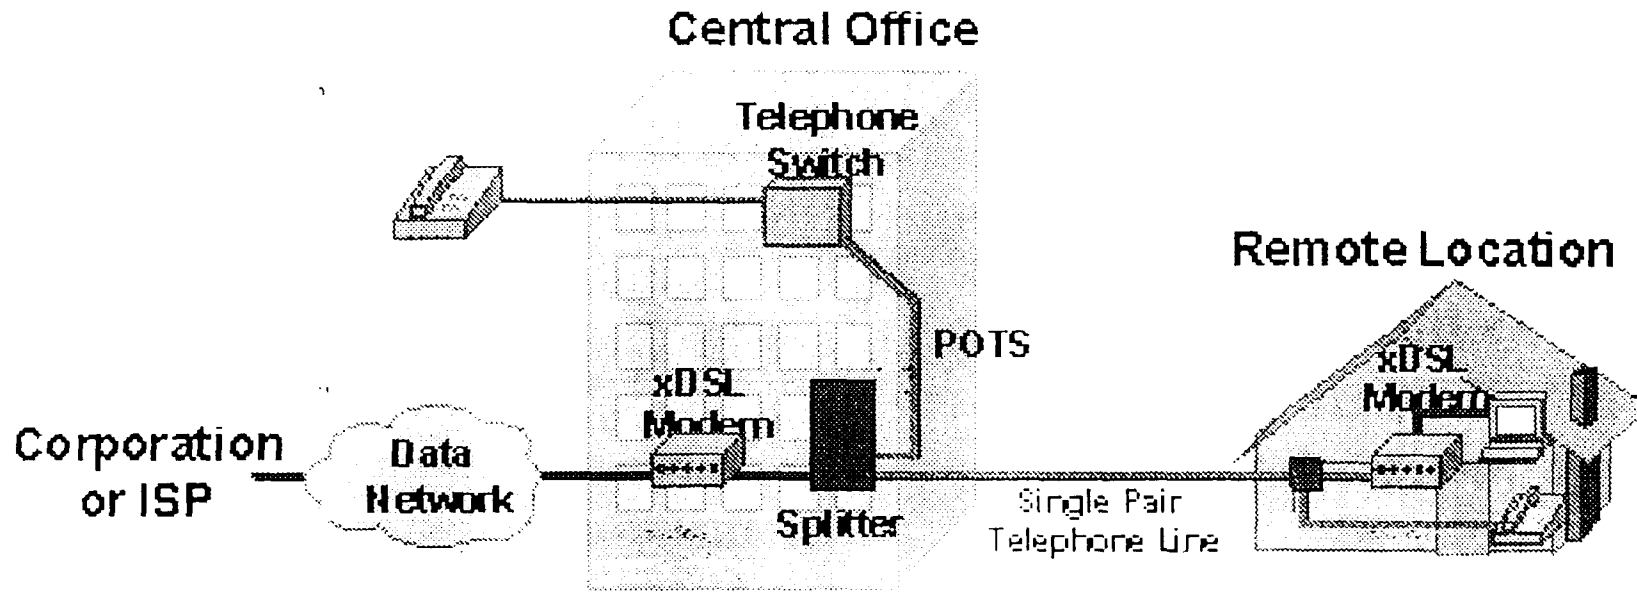 Central Office
Telephone
Switch
Remote Location
POTS
xDSL
Modem
xDSL
Modem
Corporation
or ISP
Data
Network
Splitter
Single Pair
Telephone Line